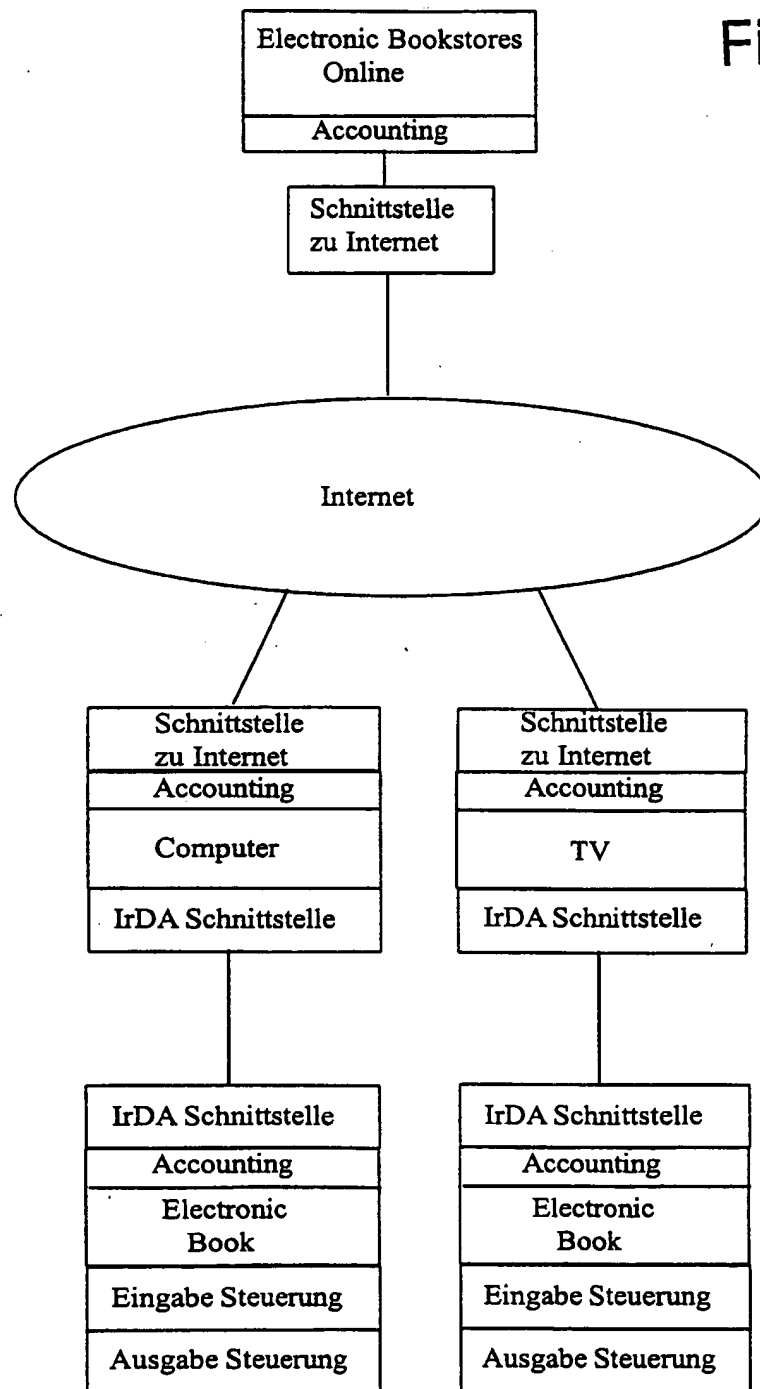 Electronic Bookstores
Online
Fi
Accounting
Schnittstelle
zu Internet
Internet
Schnittstelle
zu Internet
Accounting
Computer
IrDA Schnittstelle
Schnittstelle
zu Internet
Accounting
TV
IrDA Schnittstelle
IrDA Schnittstelle
Accounting
Electronic
Book
Eingabe Steuerung
Ausgabe Steuerung
IrDA Schnittstelle
Accounting
Electronic
Book
Eingabe Steuerung
Ausgabe Steuerung